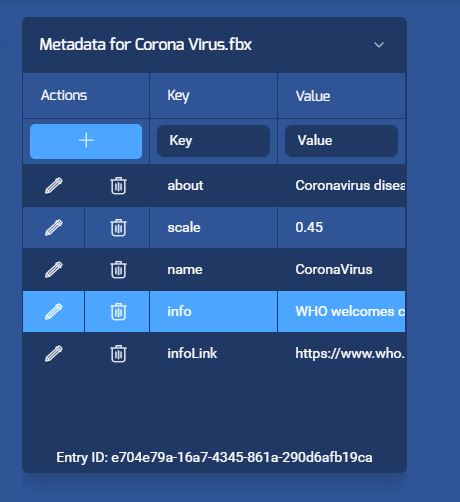 Metadata for Corona Virus.fbx
Actions Key Value
Key Value
about Coronavirus disea
scale 0.45
name CoronaVirus
info WHO welcomes c
infoLink https://www.who.
Entry ID: e704e79a-16a7-4345-861a-290d6afb19ca